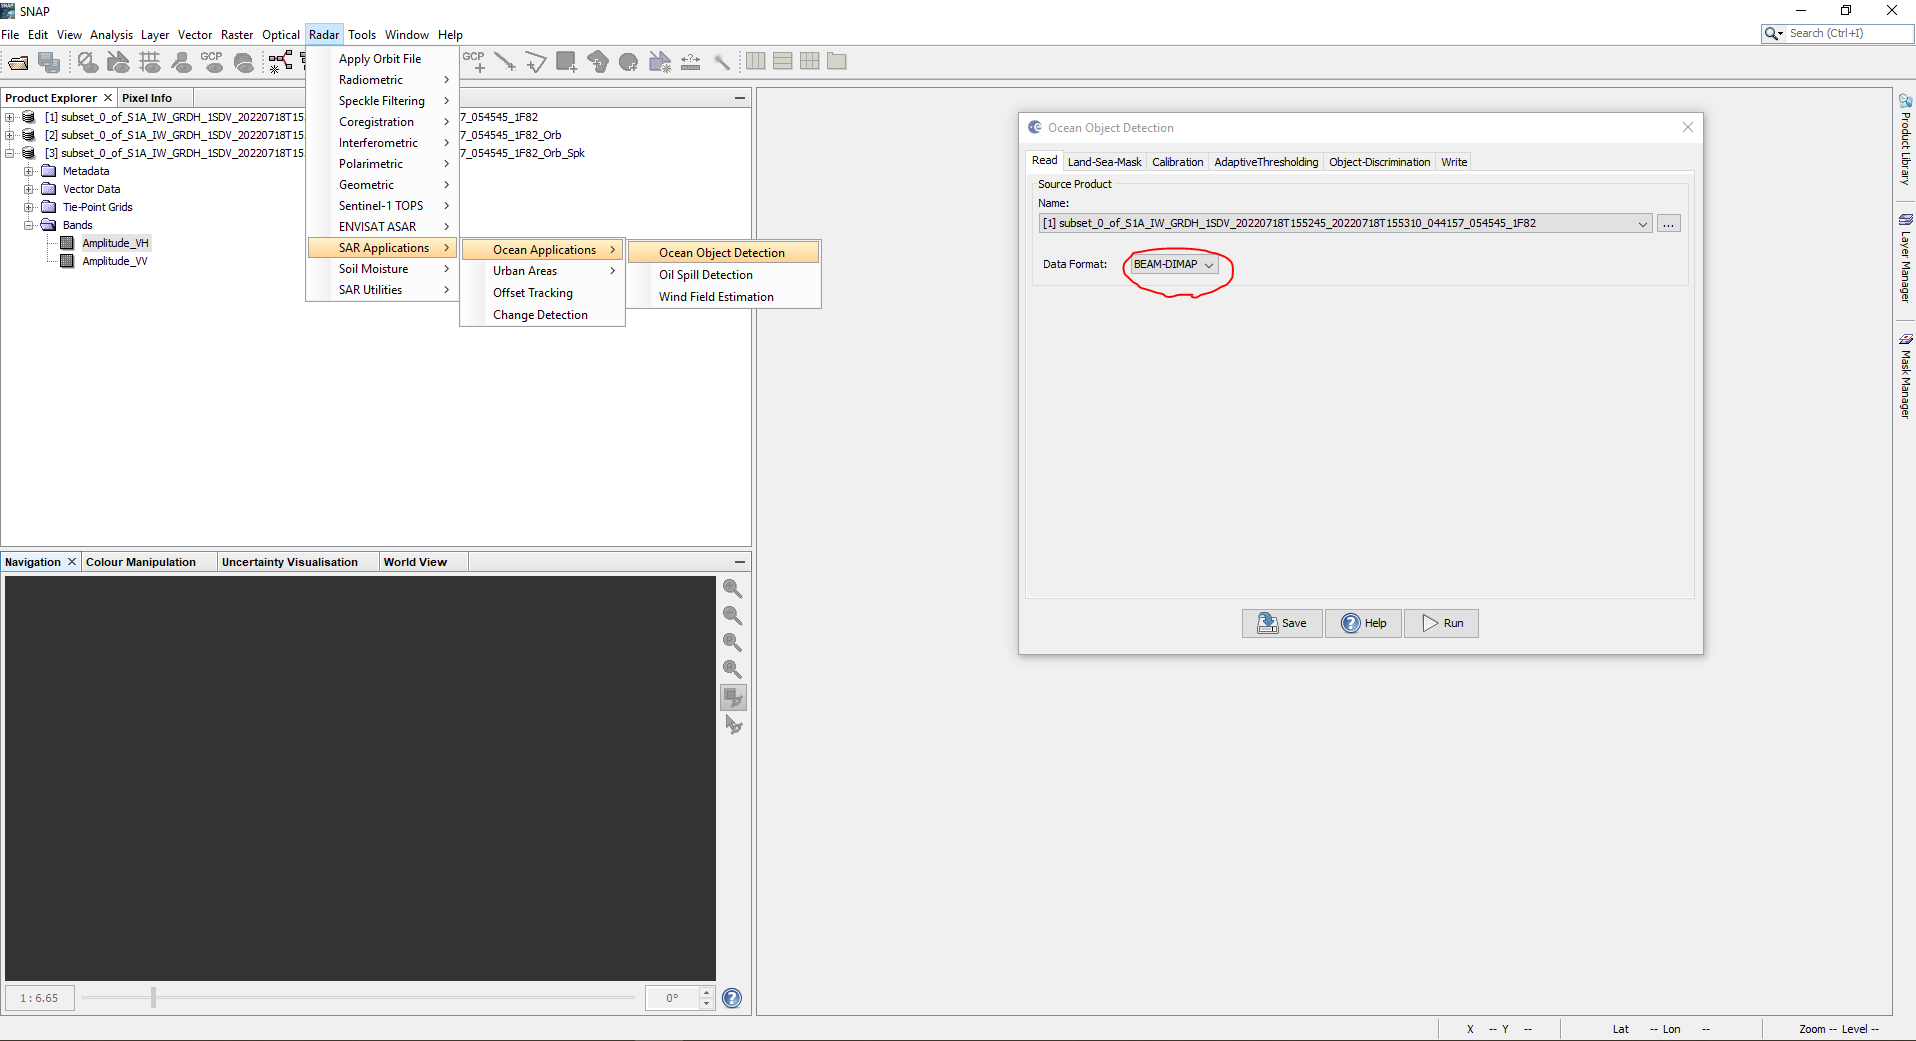 SNAP
File Edit View Analysis Layer Vector Raster Optical Radar Tools Window Help
Search (Ctrl+I)
GCP
GCP
Apply Orbit File
Radiometric
Speckle Filtering
Coregistration
Interferometric
Polarimetric
Geometric
Sentinel-1 TOPS
ENVISAT ASAR
SAR Applications
Soil Moisture
SAR Utilities
Ocean Applications
Urban Areas
Offset Tracking
Change Detection
Ocean Object Detection
Oil Spill Detection
Wind Field Estimation
Product Explorer Pixel Info
[1] subset_0_of_S1A_IW_GRDH_1SDV_20220718T15 7_054545_1F82
[2] subset_0_of_S1A_IW_GRDH_1SDV_20220718T15 7_054545_1F82_Orb
[3] subset_0_of_S1A_IW_GRDH_1SDV_20220718T15 7_054545_1F82_Orb_Spk
Metadata
Vector Data
Tie-Point Grids
Bands
Amplitude_VH
Amplitude_VV
Ocean Object Detection
Read Land-Sea-Mask Calibration AdaptiveThresholding Object-Discrimination Write
Source Product
Name:
[1] subset_0_of_S1A_IW_GRDH_1SDV_20220718T155245_20220718T155310_044157_054545_1F82
...
Data Format: BEAM-DIMAP
Save Help Run
Product Library
Layer Manager
Mask Manager
Navigation Colour Manipulation Uncertainty Visualisation World View
1 : 6.65
0°
X -- Y -- Lat -- Lon -- Zoom -- Level --